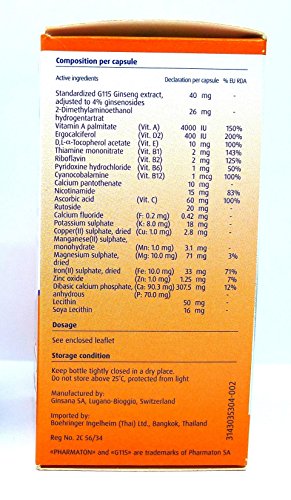 Composition per capsule
Active ingredients Declaration per capsule % EU RDA
Standardized G115 Ginseng extract, 40 mg -
adjusted to 4% ginsenosides
2-Dimethylaminoethanol 26 mg -
hydrogentartrat
Vitamin A palmitate (Vit. A) 4000 IU 150%
Ergocalciferol (Vit. D2) 400 IU 200%
D,L-α-Tocopherol acetate (Vit. E) 10 mg 100%
Thiamine mononitrate (Vit. B1) 2 mg 143%
Riboflavin (Vit. B2) 2 mg 125%
Pyridoxine hydrochloride (Vit. B6) 1 mg 50%
Cyanocobalamine (Vit. B12) 1 mcg 100%
Calcium pantothenate 10 mg -
Nicotinamide 15 mg 83%
Ascorbic acid (Vit. C) 60 mg 100%
Rutoside 20 mg -
Calcium fluoride (F: 0.2 mg) 0.42 mg -
Potassium sulphate (K: 8.0 mg) 18 mg -
Copper(II) sulphate, dried (Cu: 1.0 mg) 2.8 mg -
Manganese(II) sulphate,
monohydrate (Mn: 1.0 mg) 3.1 mg -
Magnesium sulphate, (Mg: 10.0 mg) 71 mg 3%
dried
Iron(II) sulphate, dried (Fe: 10.0 mg) 33 mg 71%
Zinc oxide (Zn: 1.0 mg) 1.25 mg 7%
Dibasic calcium phosphate, (Ca: 90.3 mg) 307.5 mg 12%
anhydrous (P: 70.0 mg)
Lecithin 50 mg -
Soya Lecithin 16 mg -
Dosage
See enclosed leaflet
Storage condition
Keep bottle tightly closed in a dry place.
Do not store above 25°C, protected from light
Manufactured by:
Ginsana SA, Lugano-Bioggio, Switzerland
Imported by:
Boehringer Ingelheim (Thai) Ltd., Bangkok, Thailand
Reg No. 2C 56/34
«PHARMATON» and «G115» are trademarks of Pharmaton SA
3143035304-002